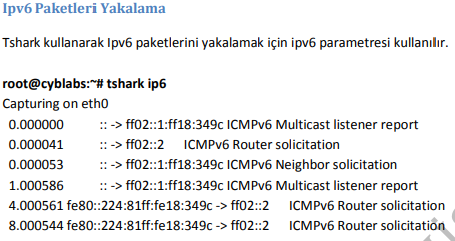 Ipv6 Paketleri Yakalama
Tshark kullanarak Ipv6 paketlerini yakalamak için ipv6 parametresi kullanılır.
root@cyblabs:~# tshark ip6
Capturing on eth0
0.000000 :: -> ff02::1:ff18:349c ICMPv6 Multicast listener report
0.000041 :: -> ff02::2 ICMPv6 Router solicitation
0.000053 :: -> ff02::1:ff18:349c ICMPv6 Neighbor solicitation
1.000586 :: -> ff02::1:ff18:349c ICMPv6 Multicast listener report
4.000561 fe80::224:81ff:fe18:349c -> ff02::2 ICMPv6 Router solicitation
8.000544 fe80::224:81ff:fe18:349c -> ff02::2 ICMPv6 Router solicitation